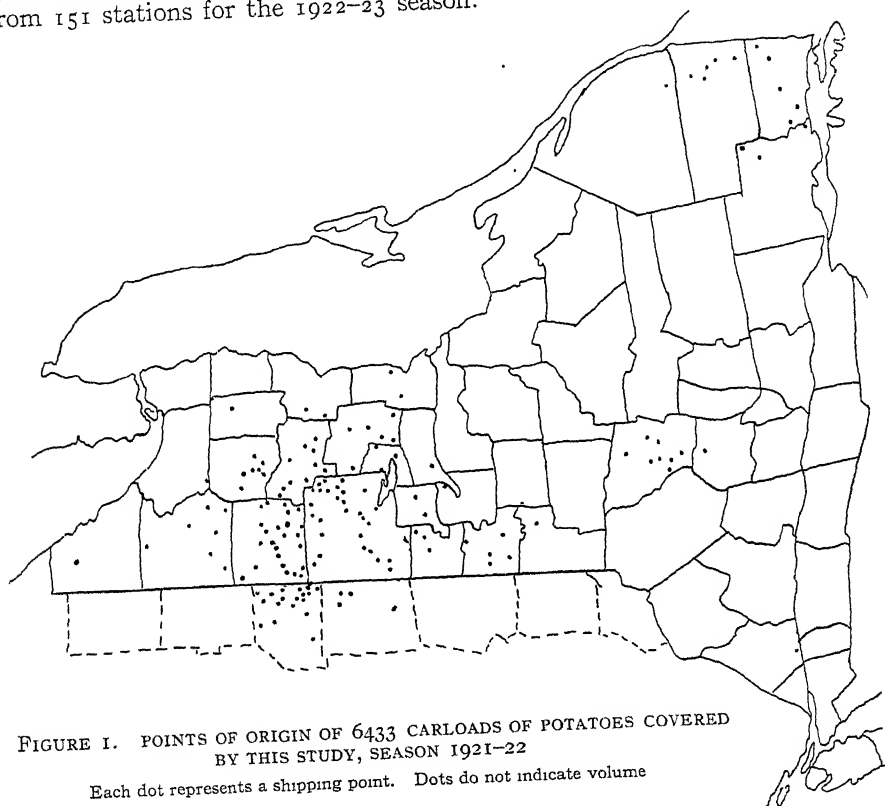 rom 151 stations for the 1922–23 season.
FIGURE 1. POINTS OF ORIGIN OF 6433 CARLOADS OF POTATOES COVERED
BY THIS STUDY, SEASON 1921–22
Each dot represents a shipping point. Dots do not indicate volume